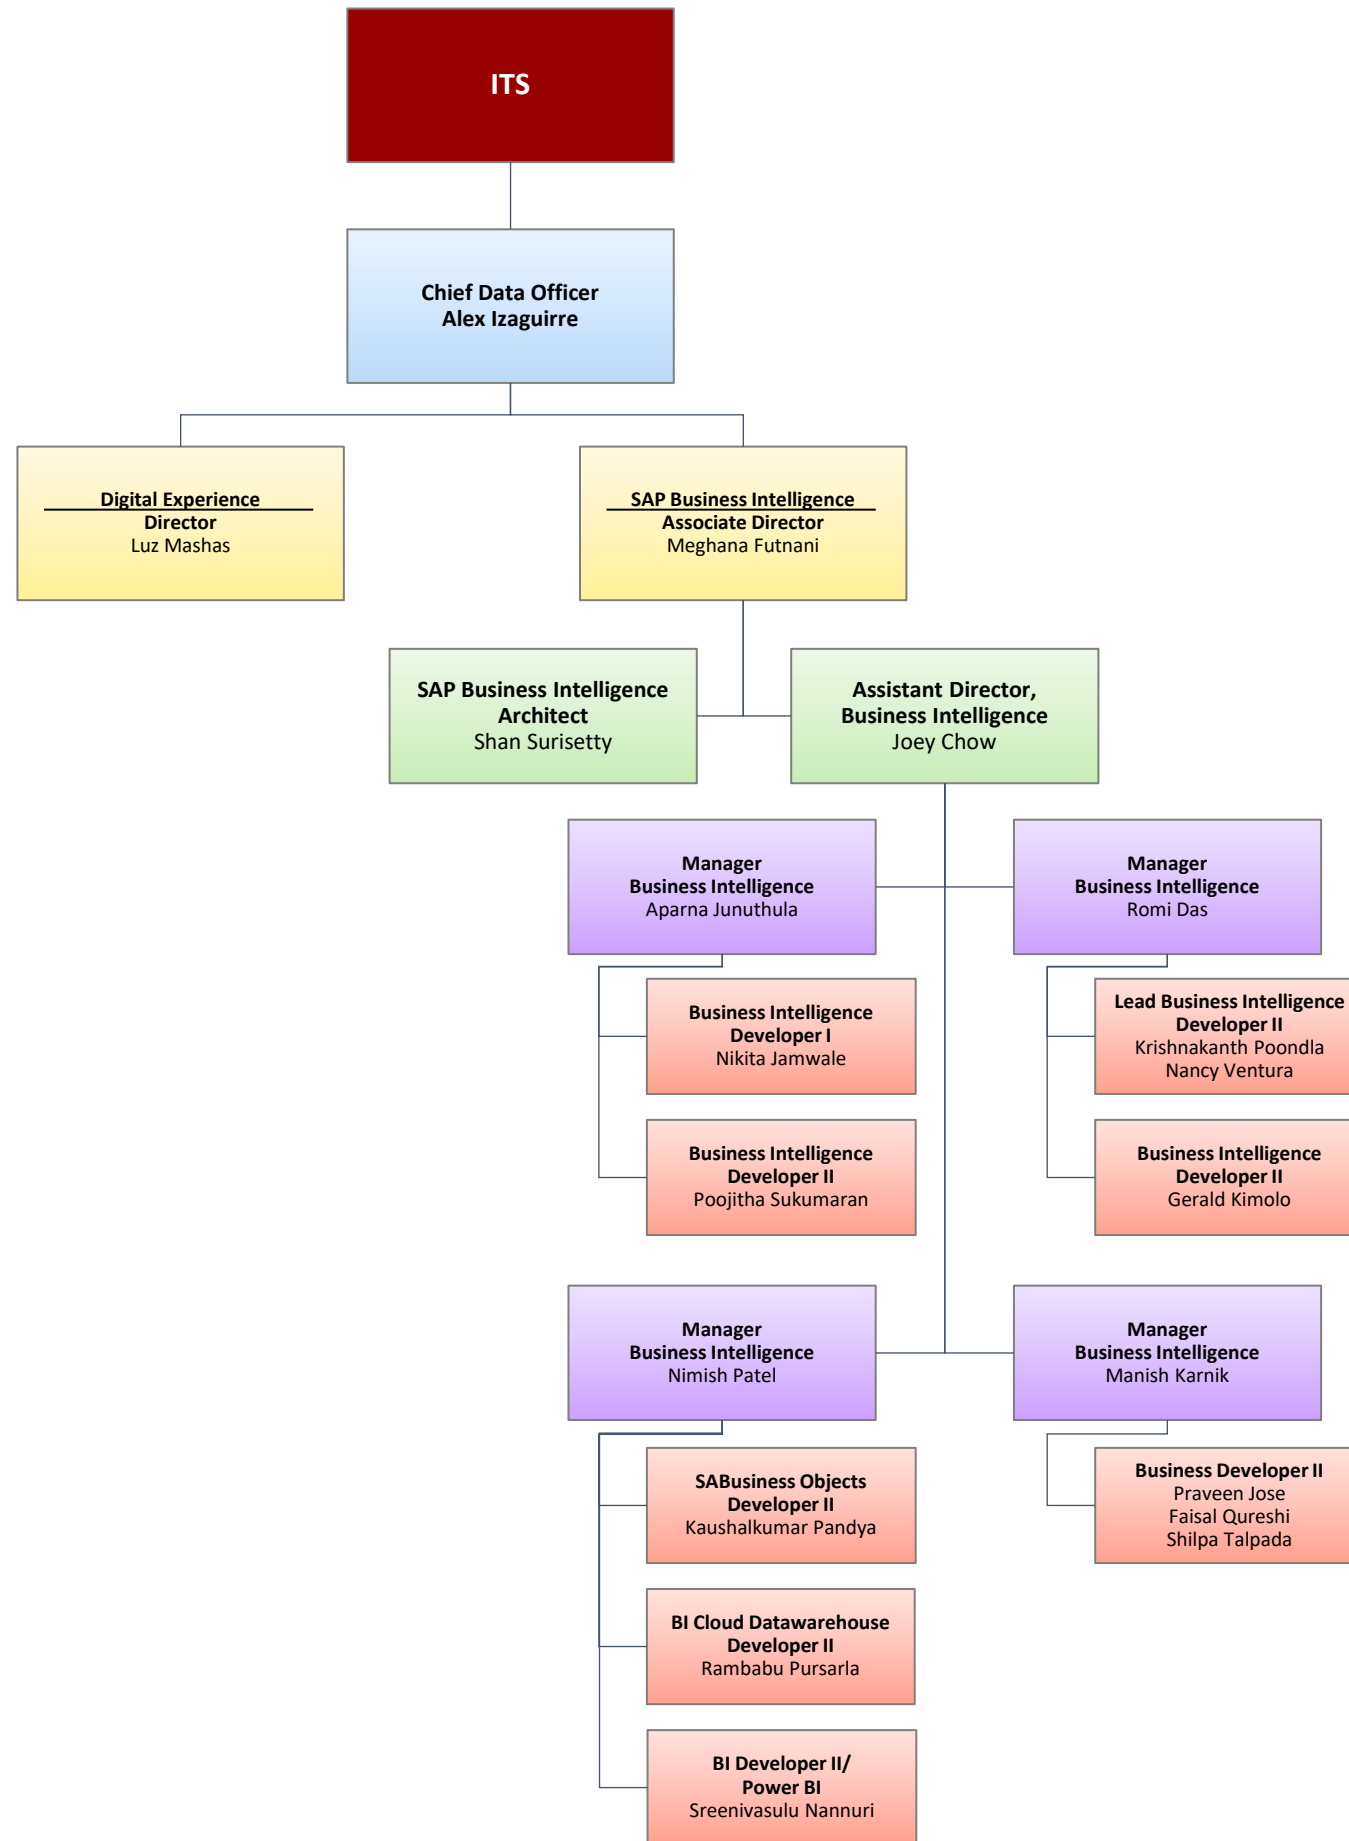 ITS
Chief Data Officer
Alex Izaguirre
Digital Experience
Director
Luz Mashas
SAP Business Intelligence
Associate Director
Meghana Futnani
SAP Business Intelligence
Architect
Shan Surisetty
Assistant Director,
Business Intelligence
Joey Chow
Manager
Business Intelligence
Aparna Junuthula
Manager
Business Intelligence
Romi Das
Business Intelligence
Developer I
Nikita Jamwale
Lead Business Intelligence
Developer II
Krishnakanth Poondla
Nancy Ventura
Business Intelligence
Developer II
Poojitha Sukumaran
Business Intelligence
Developer II
Gerald Kimolo
Manager
Business Intelligence
Nimish Patel
Manager
Business Intelligence
Manish Karnik
SABusiness Objects
Developer II
Kaushalkumar Pandya
Business Developer II
Praveen Jose
Faisal Qureshi
Shilpa Talpada
BI Cloud Datawarehouse
Developer II
Rambabu Pursarla
BI Developer II/
Power BI
Sreenivasulu Nannuri